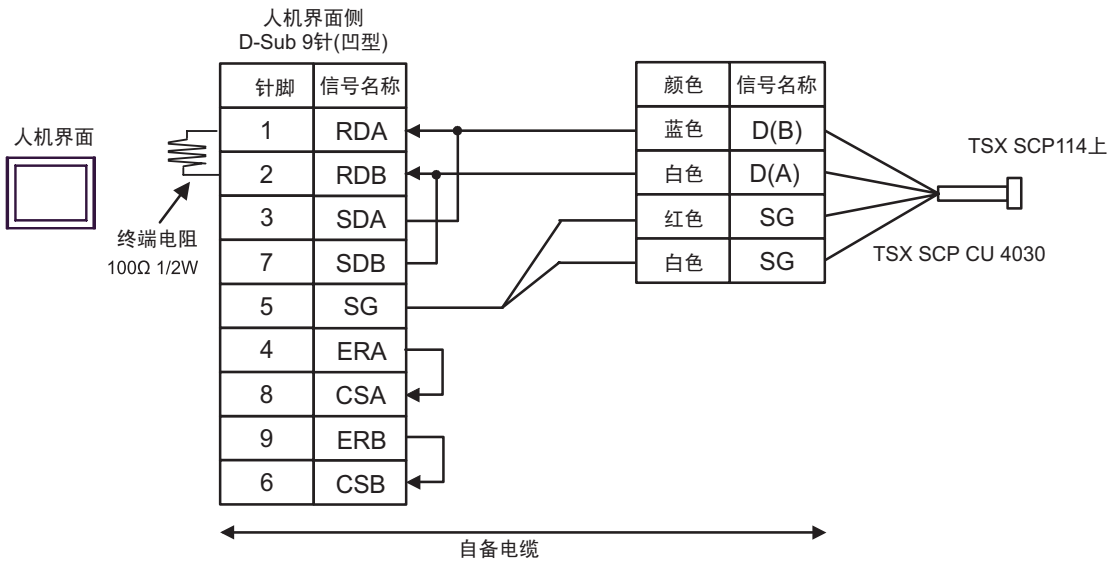 人机界面侧
D-Sub 9针(凹型)
人机界面
终端电阻
100Ω 1/2W
针脚 信号名称
1 RDA
2 RDB
3 SDA
7 SDB
5 SG
4 ERA
8 CSA
9 ERB
6 CSB
颜色 信号名称
蓝色 D(B)
白色 D(A)
红色 SG
白色 SG
TSX SCP114上
TSX SCP CU 4030
自备电缆